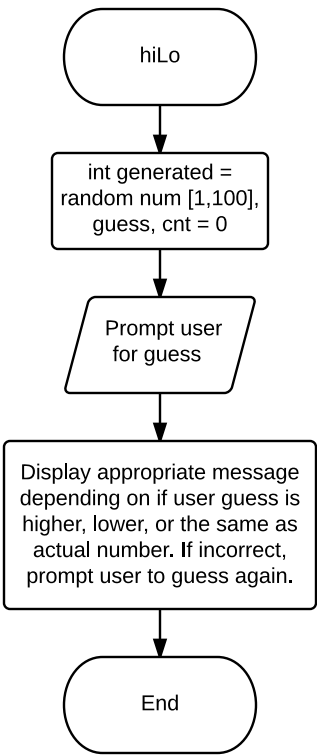 hiLo
int generated =
random num [1,100],
guess, cnt = 0
Prompt user
for guess
Display appropriate message
depending on if user guess is
higher, lower, or the same as
actual number. If incorrect,
prompt user to guess again.
End